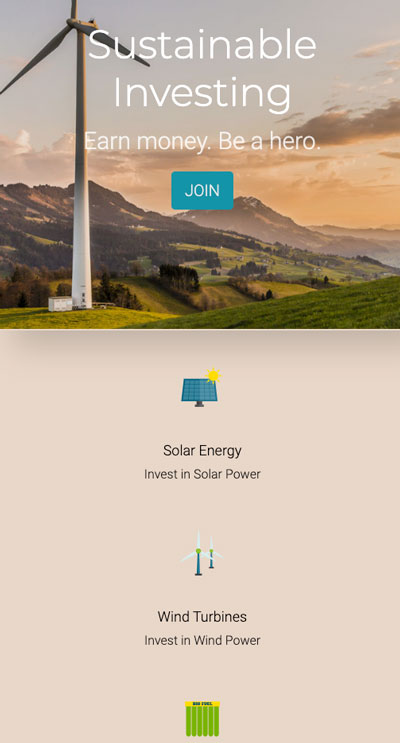 Sustainable
Investing
Earn money. Be a hero.
JOIN
Solar Energy
Invest in Solar Power
Wind Turbines
Invest in Wind Power
BIO FUEL